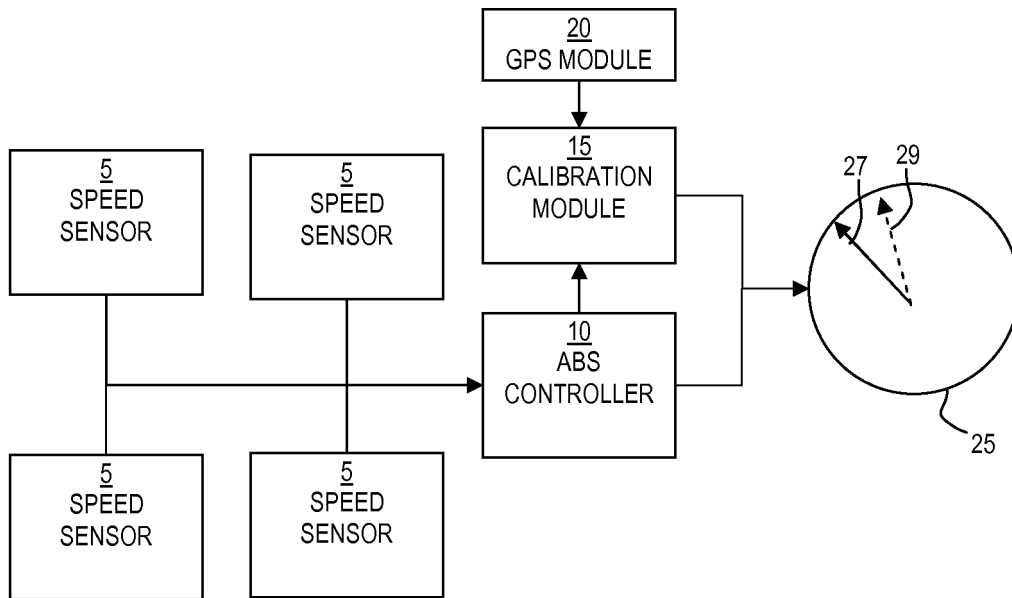 20
GPS MODULE
5
SPEED
SENSOR
5
SPEED
SENSOR
15
CALIBRATION
MODULE
27
29
10
ABS
CONTROLLER
25
5
SPEED
SENSOR
5
SPEED
SENSOR